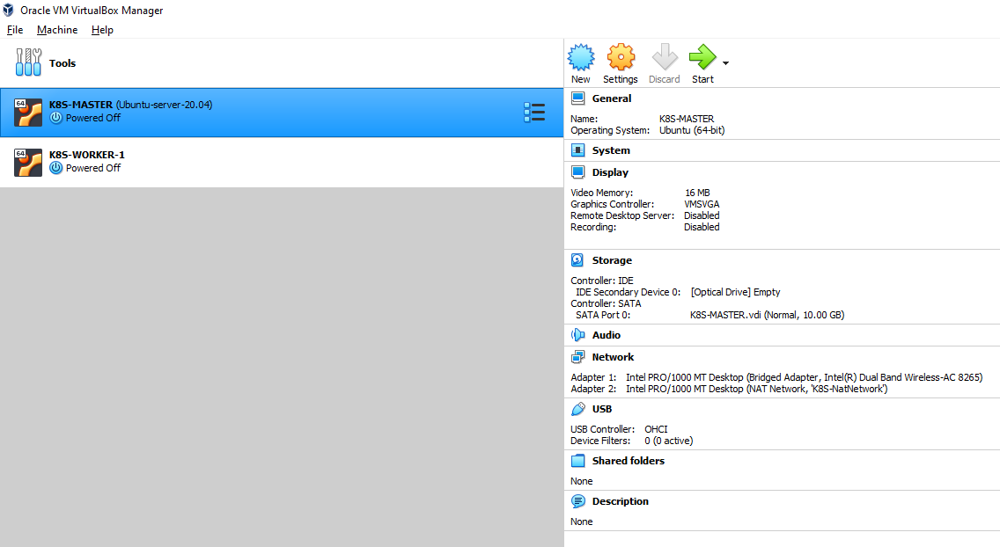 Oracle VM VirtualBox Manager
File Machine Help
Tools
64
K8S-MASTER (Ubuntu-server-20.04)
Powered Off
64
K8S-WORKER-1
Powered Off
New Settings Discard Start
General
Name: K8S-MASTER
Operating System: Ubuntu (64-bit)
System
Display
Video Memory: 16 MB
Graphics Controller: VMSVGA
Remote Desktop Server: Disabled
Recording: Disabled
Storage
Controller: IDE
IDE Secondary Device 0: [Optical Drive] Empty
Controller: SATA
SATA Port 0: K8S-MASTER.vdi (Normal, 10.00 GB)
Audio
Network
Adapter 1: Intel PRO/1000 MT Desktop (Bridged Adapter, Intel(R) Dual Band Wireless-AC 8265)
Adapter 2: Intel PRO/1000 MT Desktop (NAT Network, 'K8S-NatNetwork')
USB
USB Controller: OHCI
Device Filters: 0 (0 active)
Shared folders
None
Description
None